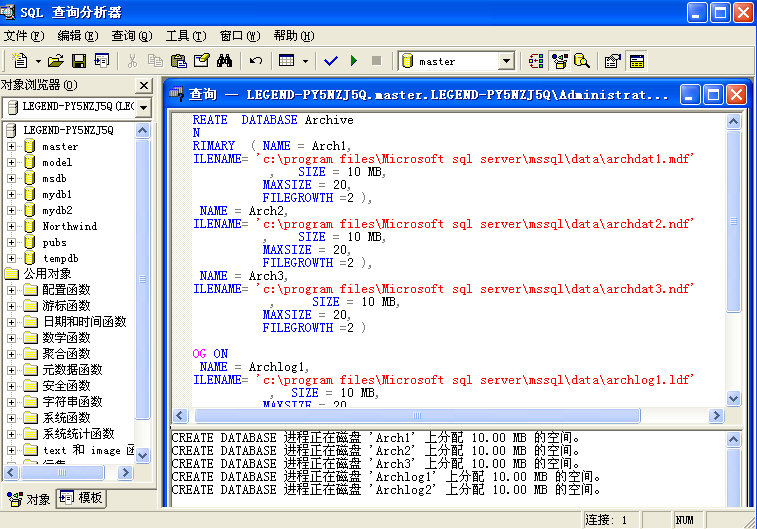 SQL 查询分析器
文件(F) 编辑(E) 查询(Q) 工具(T) 窗口(W) 帮助(H)
master
对象浏览器(O)
LEGEND-PY5NZJ5Q(LEG
LEGEND-PY5NZJ5Q
master
model
msdb
mydb1
mydb2
Northwind
pubs
tempdb
公用对象
配置函数
游标函数
日期和时间函数
数学函数
聚合函数
元数据函数
安全函数
字符串函数
系统函数
系统统计函数
text 和 image 函
对象 模板
查询 — LEGEND-PY5NZJ5Q.master.LEGEND-PY5NZJ5Q\Administrat...
REATE DATABASE Archive
N
RIMARY ( NAME = Arch1,
ILENAME= 'c:\program files\Microsoft sql server\mssql\data\archdat1.mdf'
, SIZE = 10 MB,
MAXSIZE = 20,
FILEGROWTH =2 ),
NAME = Arch2,
ILENAME= 'c:\program files\Microsoft sql server\mssql\data\archdat2.ndf'
, SIZE = 10 MB,
MAXSIZE = 20,
FILEGROWTH =2 ),
NAME = Arch3,
ILENAME= 'c:\program files\Microsoft sql server\mssql\data\archdat3.ndf'
, SIZE = 10 MB,
MAXSIZE = 20,
FILEGROWTH =2 )
OG ON
NAME = Archlog1,
ILENAME= 'c:\program files\Microsoft sql server\mssql\data\archlog1.ldf'
, SIZE = 10 MB,
MAXSIZE = 20
CREATE DATABASE 进程正在磁盘 'Arch1' 上分配 10.00 MB 的空间。
CREATE DATABASE 进程正在磁盘 'Arch2' 上分配 10.00 MB 的空间。
CREATE DATABASE 进程正在磁盘 'Arch3' 上分配 10.00 MB 的空间。
CREATE DATABASE 进程正在磁盘 'Archlog1' 上分配 10.00 MB 的空间。
CREATE DATABASE 进程正在磁盘 'Archlog2' 上分配 10.00 MB 的空间。
连接: 1 NUM